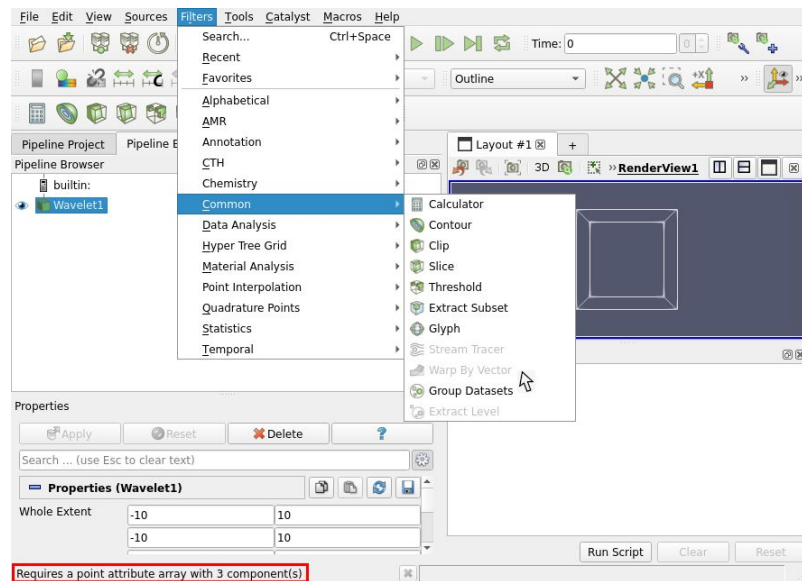 File Edit View Sources Filters Tools Catalyst Macros Help
Time: 0 0
Outline
Search... Ctrl+Space
Recent
Favorites
Alphabetical
AMR
Annotation
CTH
Chemistry
Common
Data Analysis
Hyper Tree Grid
Material Analysis
Point Interpolation
Quadrature Points
Statistics
Temporal
Calculator
Contour
Clip
Slice
Threshold
Extract Subset
Glyph
Stream Tracer
Warp By Vector
Group Datasets
Extract Level
Pipeline Project Pipeline
Pipeline Browser
builtin:
Wavelet1
Layout #1 +
3D »RenderView1
Properties
Apply Reset Delete ?
Search ... (use Esc to clear text)
Properties (Wavelet1)
Whole Extent -10 10
-10 10
Run Script Clear Reset
Requires a point attribute array with 3 component(s)